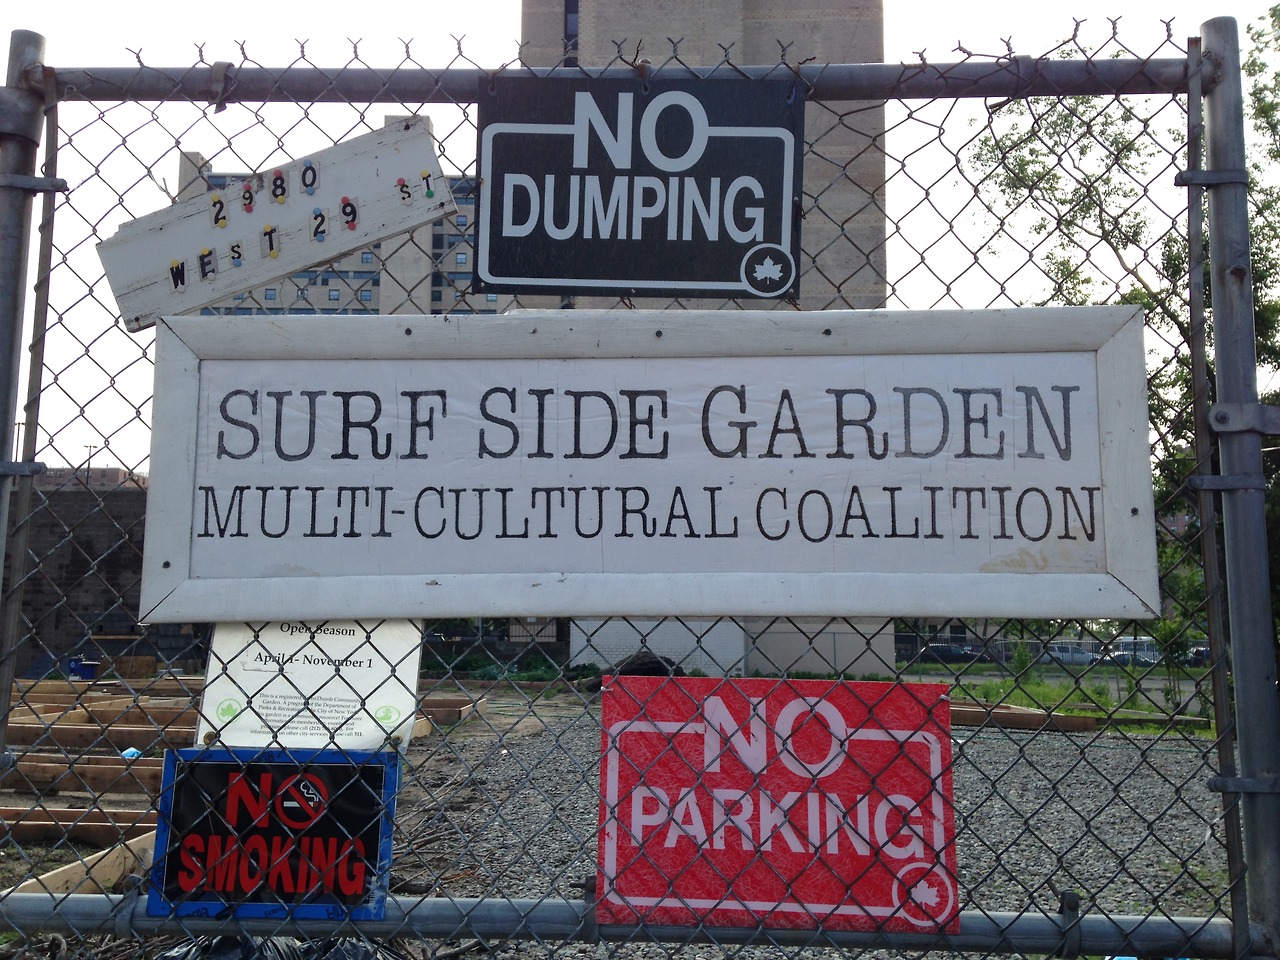 2980
WEST 29 ST
NO
DUMPING
SURF SIDE GARDEN
MULTI-CULTURAL COALITION
Open Season
April 1- November 1
NO
SMOKING
NO
PARKING